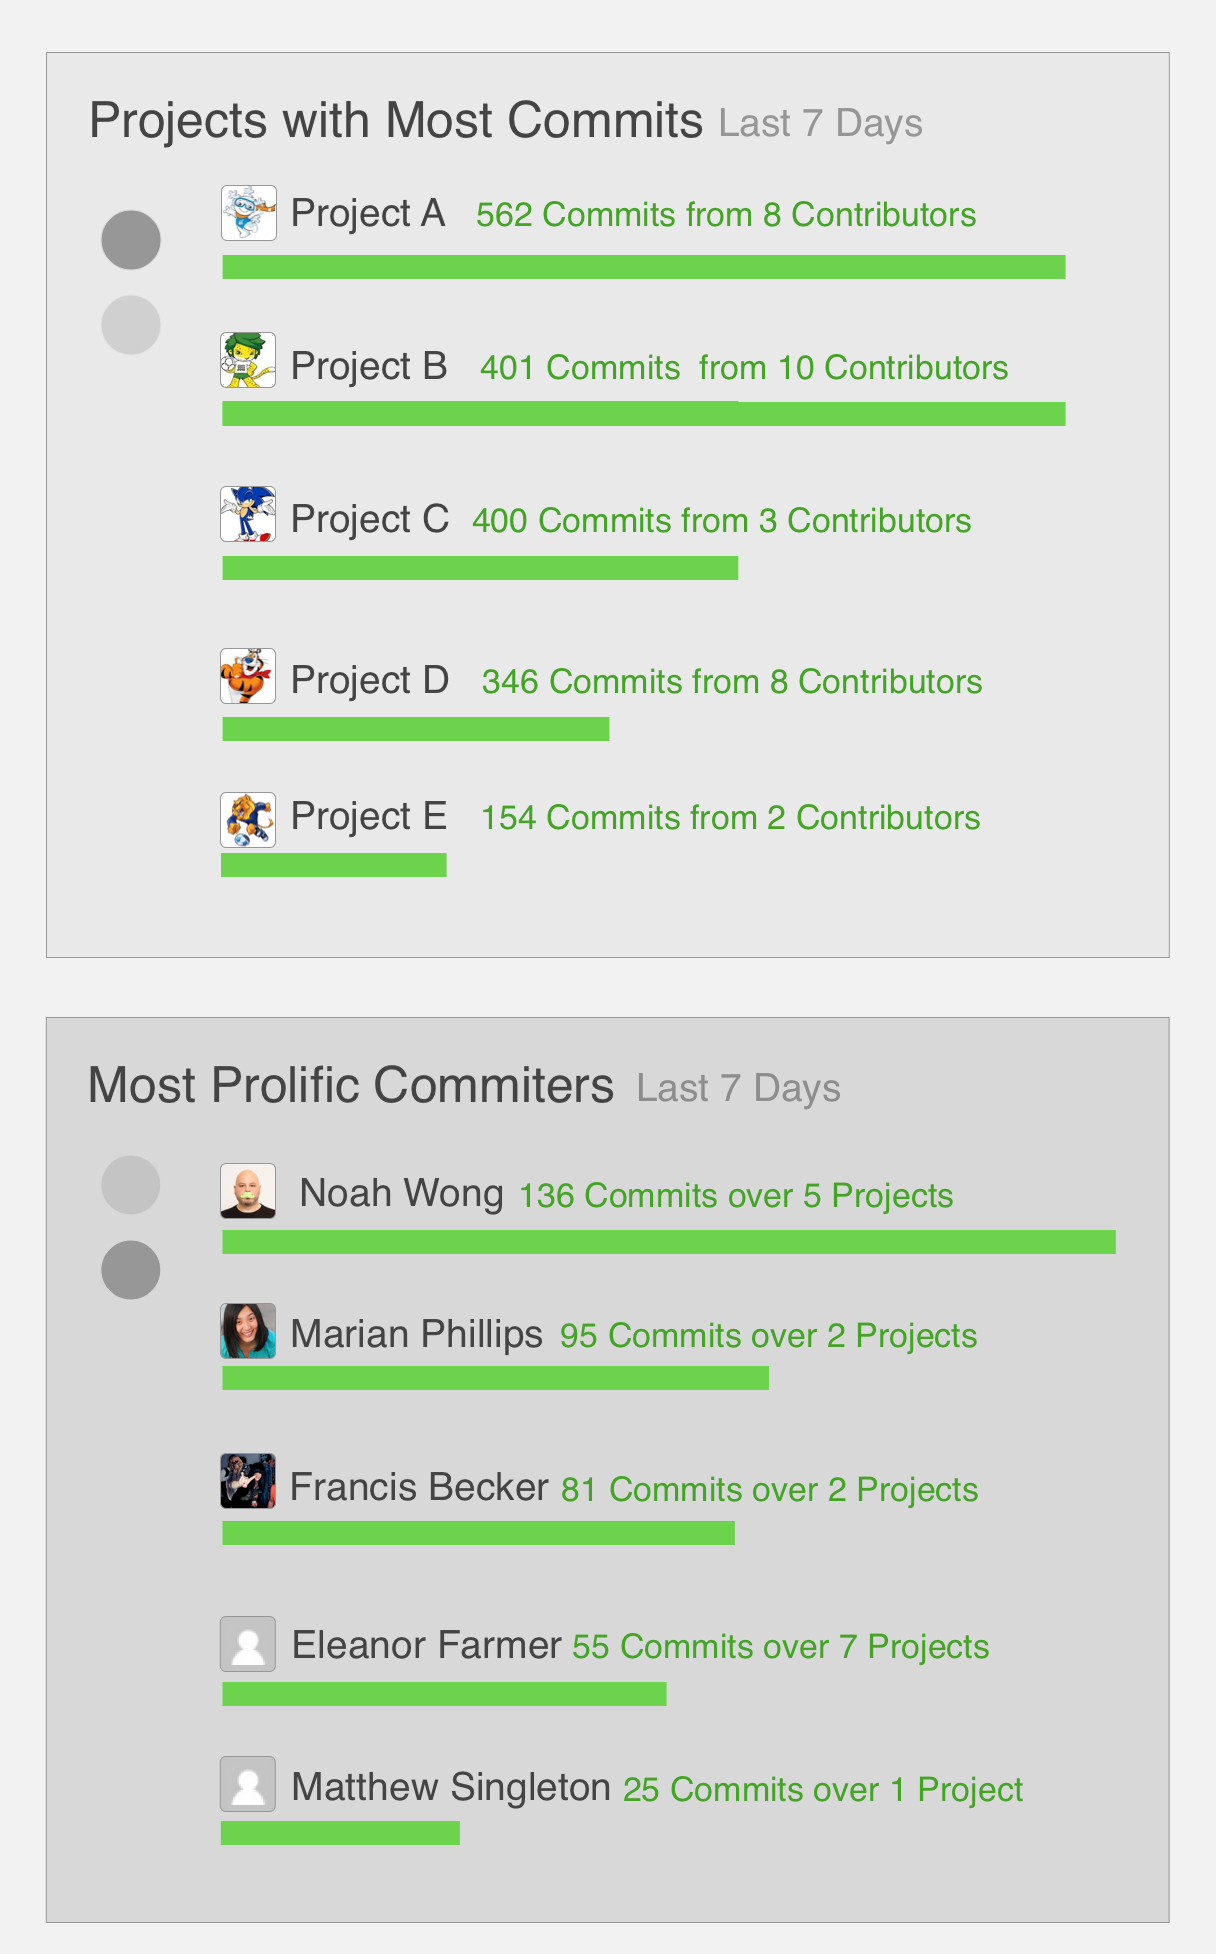 Projects with Most Commits Last 7 Days
Project A 562 Commits from 8 Contributors
Project B 401 Commits from 10 Contributors
Project C 400 Commits from 3 Contributors
Project D 346 Commits from 8 Contributors
Project E 154 Commits from 2 Contributors
Most Prolific Commiters Last 7 Days
Noah Wong 136 Commits over 5 Projects
Marian Phillips 95 Commits over 2 Projects
Francis Becker 81 Commits over 2 Projects
Eleanor Farmer 55 Commits over 7 Projects
Matthew Singleton 25 Commits over 1 Project